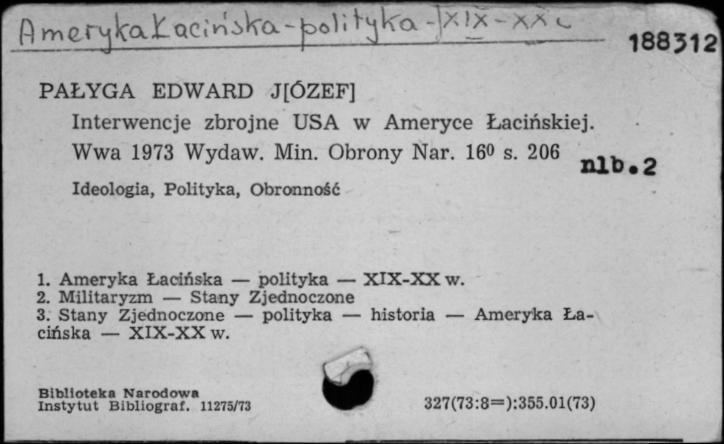 Ameryka Łacińska - polityka - XIX - XX w
188312
PAŁYGA EDWARD J[ÓZEF]
Interwencje zbrojne USA w Ameryce Łacińskiej.
Wwa 1973 Wydaw. Min. Obrony Nar. 16⁰ s. 206
nlb.2
Ideologia, Polityka, Obronność
1. Ameryka Łacińska — polityka — XIX-XX w.
2. Militaryzm — Stany Zjednoczone
3. Stany Zjednoczone — polityka — historia — Ameryka Ła-
cińska — XIX-XX w.
Biblioteka Narodowa
Instytut Bibliograf. 11275/73
327(73:8=):355.01(73)